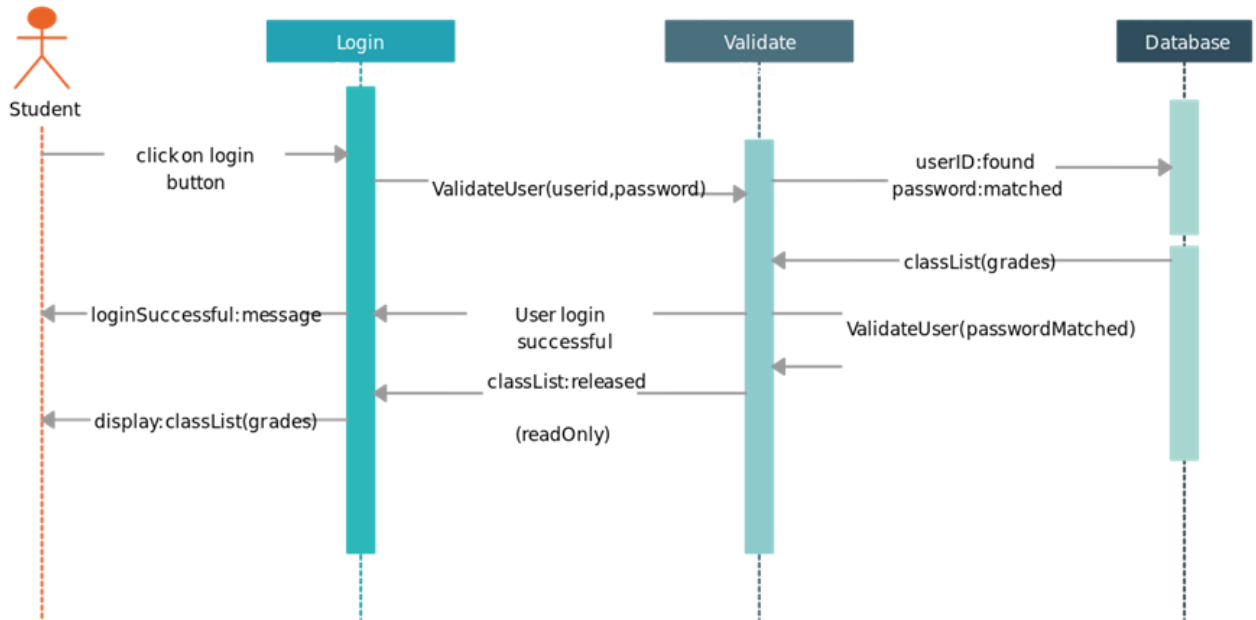 Login
Validate
Database
Student
click on login
button
ValidateUser(userid,password)
userID:found
password:matched
classList(grades)
loginSuccessful:message
User login
successful
ValidateUser(passwordMatched)
classList:released
(readOnly)
display:classList(grades)